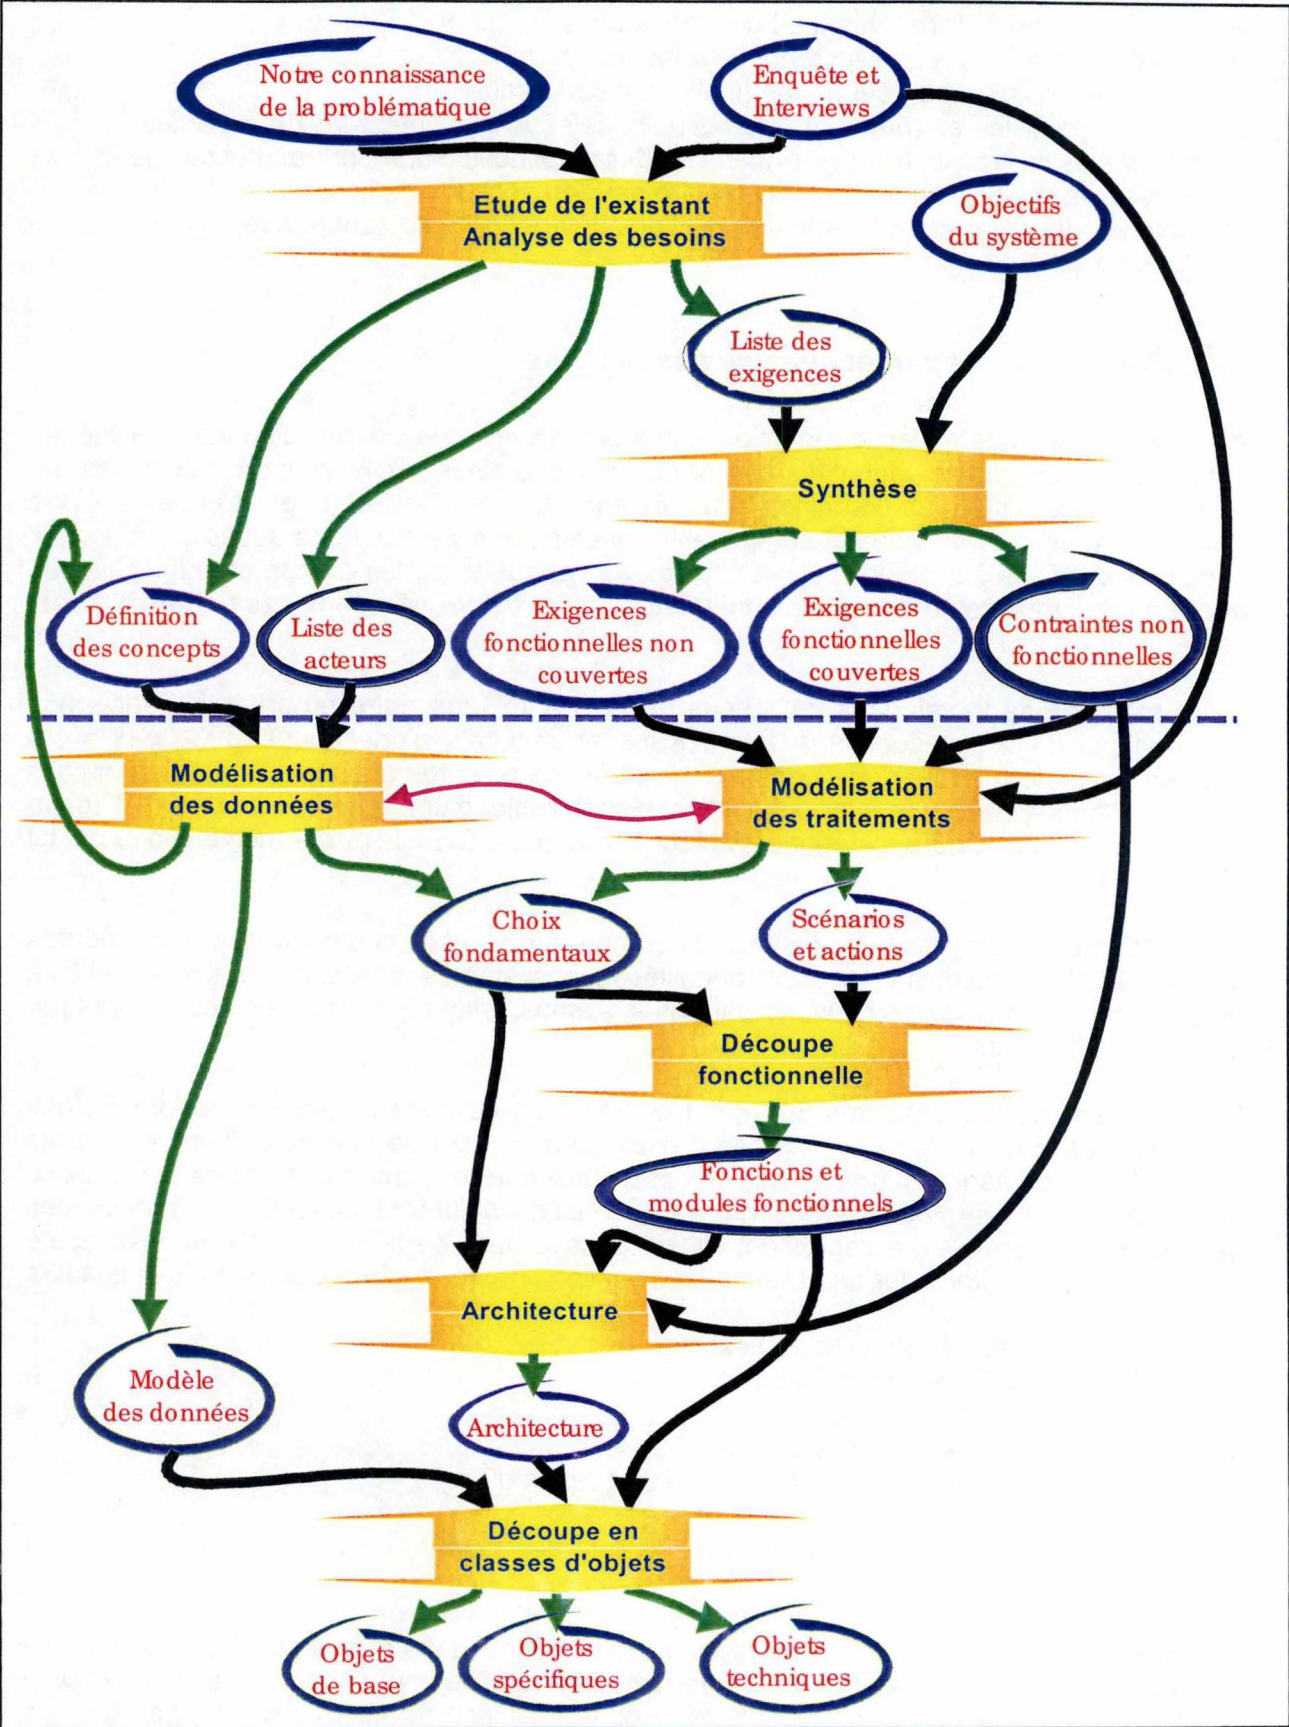 Notre connaissance
de la problématique
Enquête et
Interviews
Etude de l'existant
Analyse des besoins
Objectifs
du système
Liste des
exigences
Synthèse
Définition
des concepts
Liste des
acteurs
Exigences
fonctionnelles non
couvertes
Exigences
fonctionnelles
couvertes
Contraintes non
fonctionnelles
Modélisation
des données
Modélisation
des traitements
Choix
fondamentaux
Scénarios
et actions
Découpe
fonctionnelle
Fonctions et
modules fonctionnels
Architecture
Modèle
des données
Architecture
Découpe en
classes d'objets
Objets
de base
Objets
spécifiques
Objets
techniques